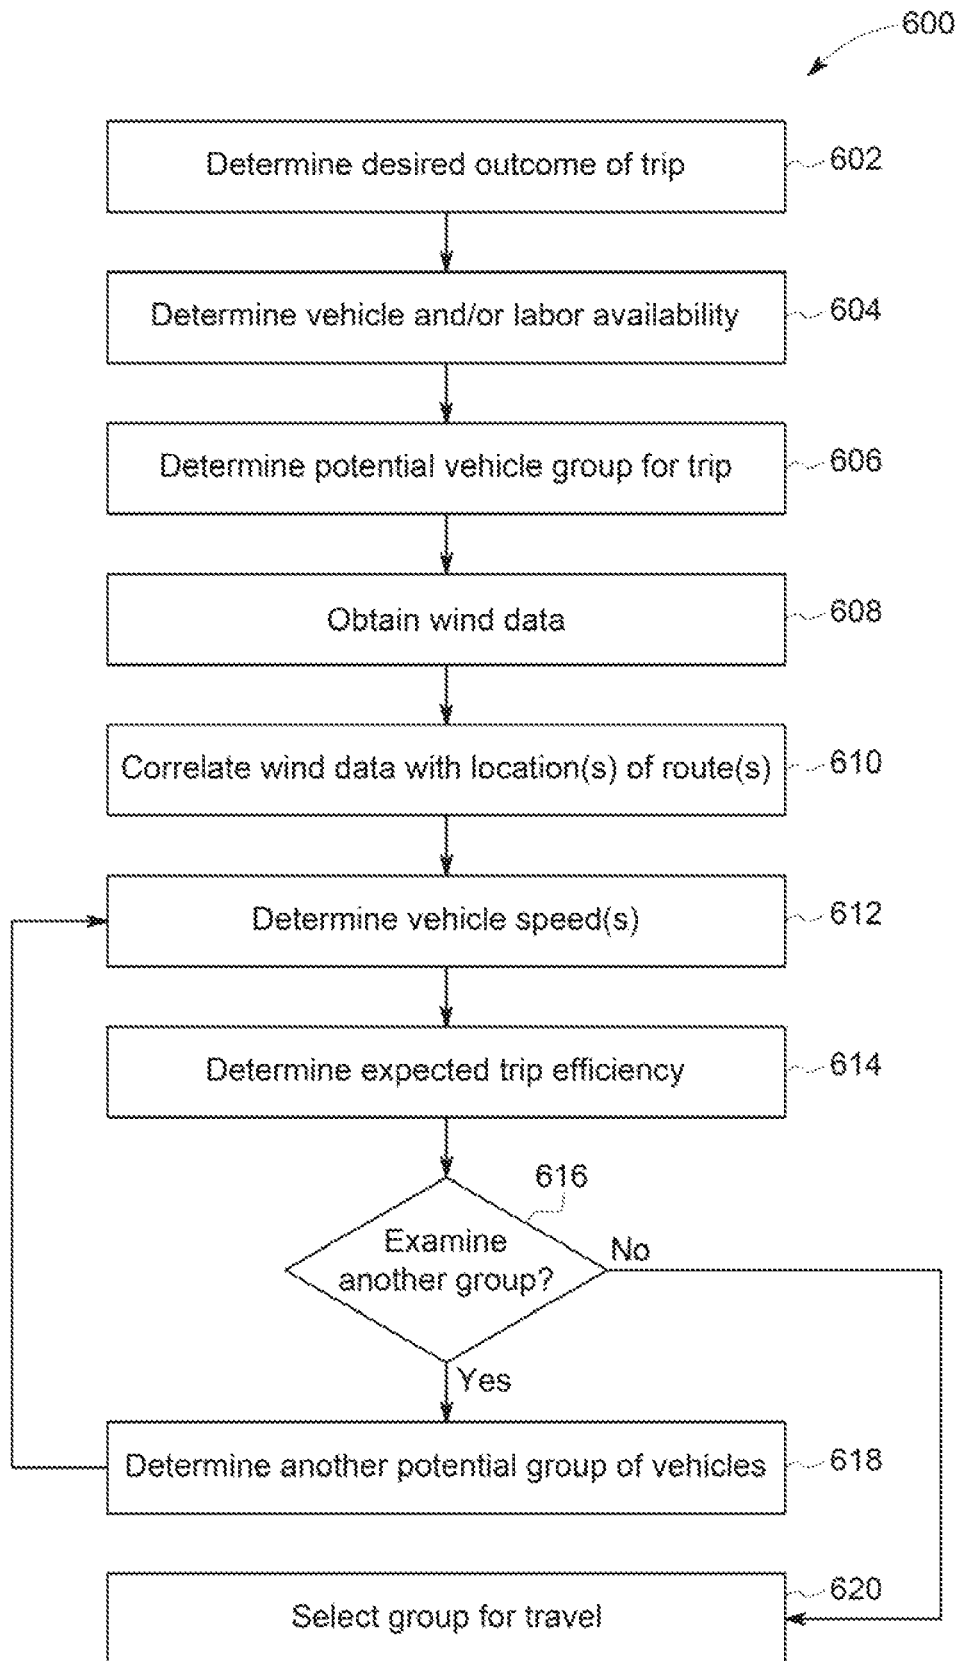 600
Determine desired outcome of trip
602
Determine vehicle and/or labor availability
604
Determine potential vehicle group for trip
606
Obtain wind data
608
Correlate wind data with location(s) of route(s)
610
Determine vehicle speed(s)
612
Determine expected trip efficiency
614
616
Examine
another group?
No
Yes
Determine another potential group of vehicles
618
Select group for travel
620